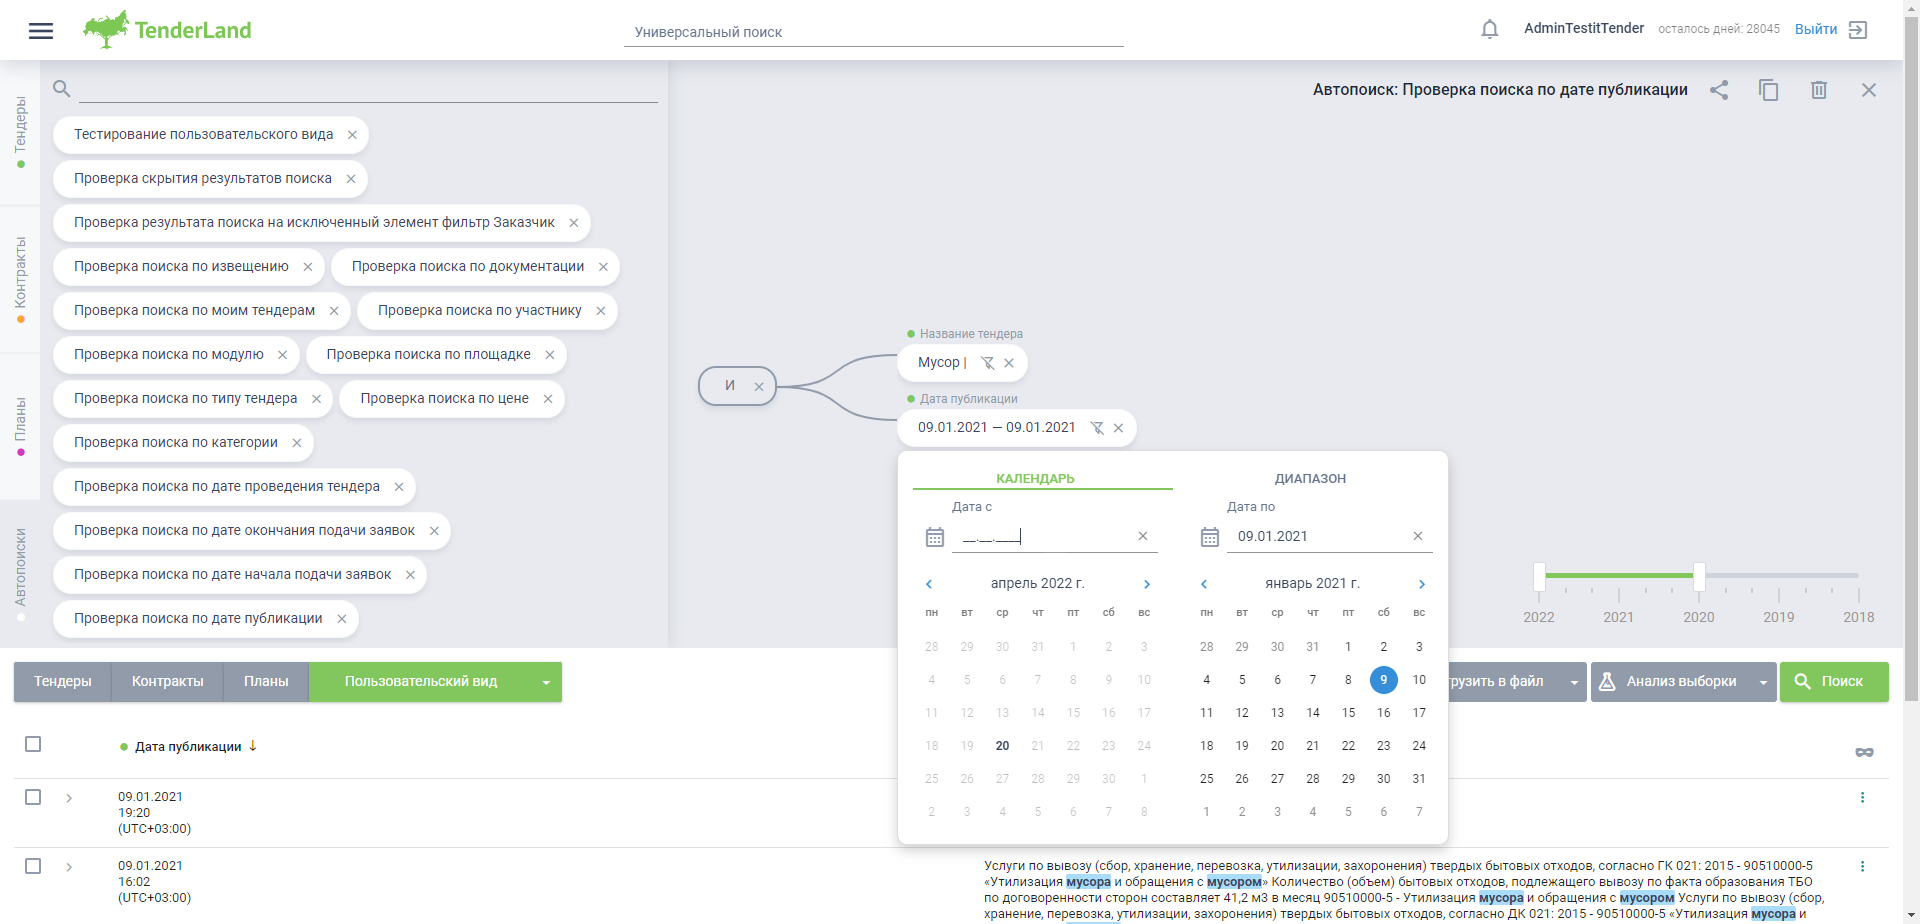 TenderLand
Универсальный поиск
AdminTestitTender
осталось дней: 28045
Выйти
Тендеры
Контракты
Планы
Автопоиски
Тестирование пользовательского вида
Проверка скрытия результатов поиска
Проверка результата поиска на исключенный элемент фильтр Заказчик
Проверка поиска по извещению
Проверка поиска по документации
Проверка поиска по моим тендерам
Проверка поиска по участнику
Проверка поиска по модулю
Проверка поиска по площадке
Проверка поиска по типу тендера
Проверка поиска по цене
Проверка поиска по категории
Проверка поиска по дате проведения тендера
Проверка поиска по дате окончания подачи заявок
Проверка поиска по дате начала подачи заявок
Проверка поиска по дате публикации
Автопоиск: Проверка поиска по дате публикации
И
Название тендера
Мусор |
Дата публикации
09.01.2021 — 09.01.2021
КАЛЕНДАРЬ
ДИАПАЗОН
Дата с
__.__.____
Дата по
09.01.2021
апрель 2022 г.
пн вт ср чт пт сб вс
28 29 30 31 1 2 3
4 5 6 7 8 9 10
11 12 13 14 15 16 17
18 19 20 21 22 23 24
25 26 27 28 29 30 1
2 3 4 5 6 7 8
январь 2021 г.
пн вт ср чт пт сб вс
28 29 30 31 1 2 3
4 5 6 7 8 9 10
11 12 13 14 15 16 17
18 19 20 21 22 23 24
25 26 27 28 29 30 31
1 2 3 4 5 6 7
2022 2021 2020 2019 2018
Тендеры
Контракты
Планы
Пользовательский вид
грузить в файл
Анализ выборки
Поиск
Дата публикации
09.01.2021
19:20
(UTC+03:00)
09.01.2021
16:02
(UTC+03:00)
Услуги по вывозу (сбор, хранение, перевозка, утилизации, захоронения) твердых бытовых отходов, согласно ГК 021: 2015 - 90510000-5
«Утилизация мусора и обращения с мусором» Количество (объем) бытовых отходов, подлежащего вывозу по факта образования ТБО
по договоренности сторон составляет 41,2 м3 в месяц 90510000-5 - Утилизация мусора и обращения с мусором Услуги по вывозу (сбор,
хранение, перевозка, утилизации, захоронения) твердых бытовых отходов, согласно ДК 021: 2015 - 90510000-5 «Утилизация мусора и